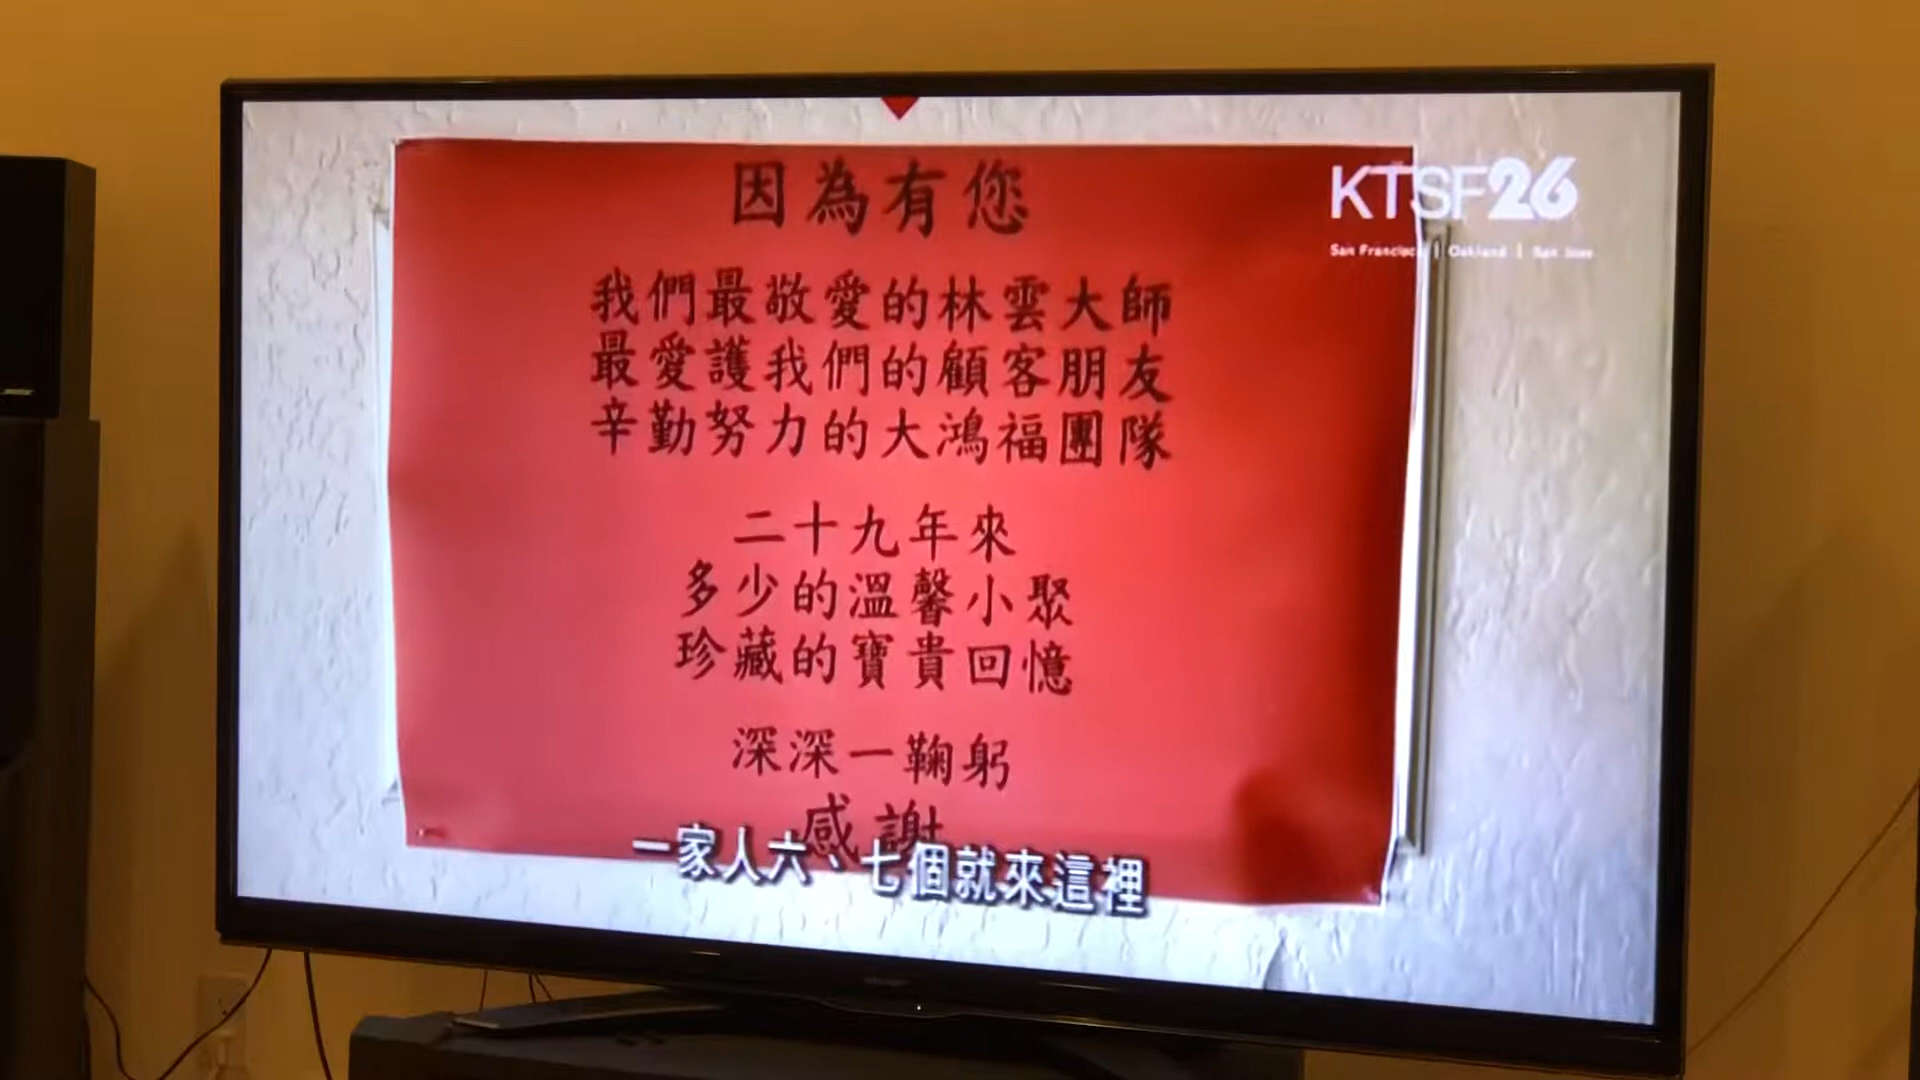 因為有您
KTSF26
San Francisco | Oakland | San Jose
我們最敬愛的林雲大師
最愛護我們的顧客朋友
辛勤努力的大鴻福團隊
二十九年來
多少的溫馨小聚
珍藏的寶貴回憶
深深一鞠躬
感謝
一家人六、七個就來這裡